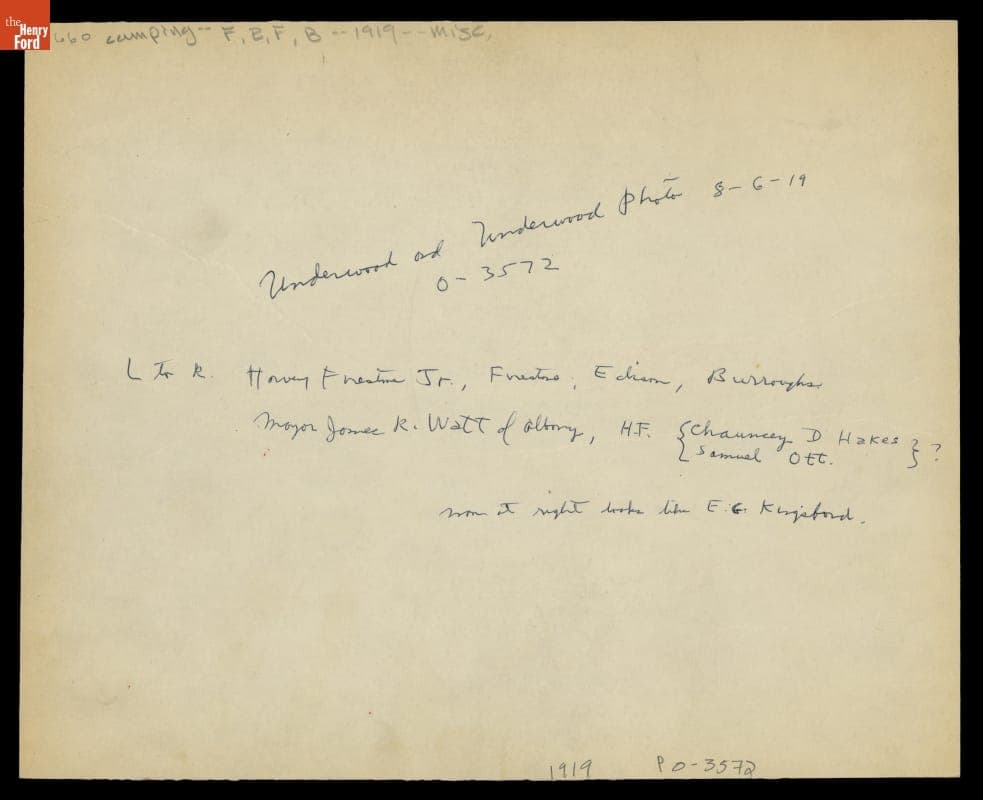 the
Henry
Ford
660 camping -- F, E, F, B -- 1919 -- Misc.
Underwood and Underwood Photo 8-6-19
0-3572
L to R. Harvey Firestone Jr., Firestone, Edison, Burroughs
Mayor James R. Watt of Albany, H.F. {Chauncey D Hakes
Samuel Ott.} ?
man at right looks like E.G. Kingsford.
1919 P0-3572